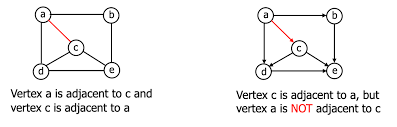 a b
c
d e
Vertex a is adjacent to c and
vertex c is adjacent to a
a b
c
d e
Vertex c is adjacent to a, but
vertex a is NOT adjacent to c